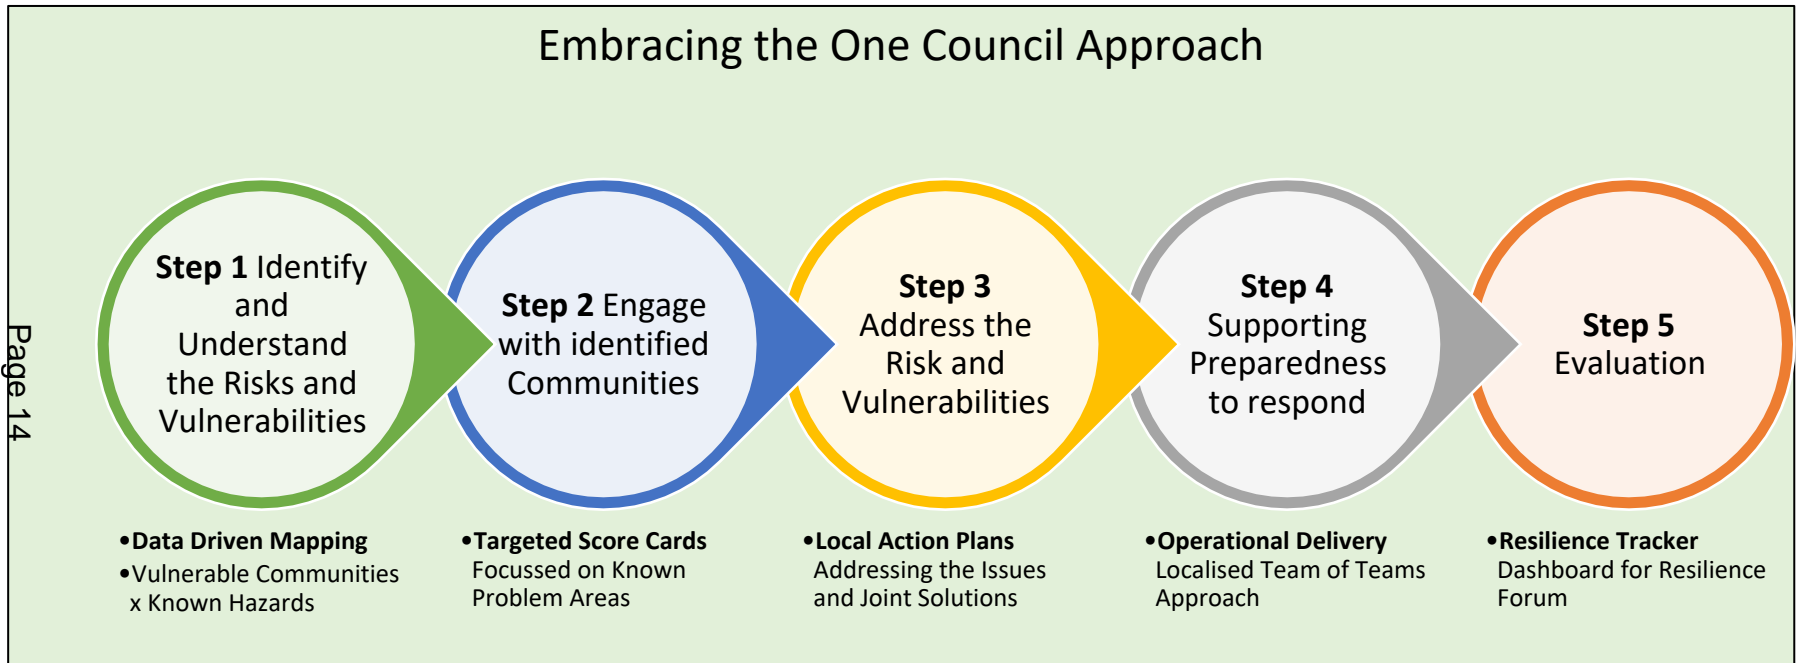 Embracing the One Council Approach
Step 1 Identify
and
Understand
the Risks and
Vulnerabilities
Step 2 Engage
with identified
Communities
Step 3
Address the
Risk and
Vulnerabilities
Step 4
Supporting
Preparedness
to respond
Step 5
Evaluation
•Data Driven Mapping
•Vulnerable Communities
x Known Hazards
•Targeted Score Cards
Focussed on Known
Problem Areas
•Local Action Plans
Addressing the Issues
and Joint Solutions
•Operational Delivery
Localised Team of Teams
Approach
•Resilience Tracker
Dashboard for Resilience
Forum
Page 14